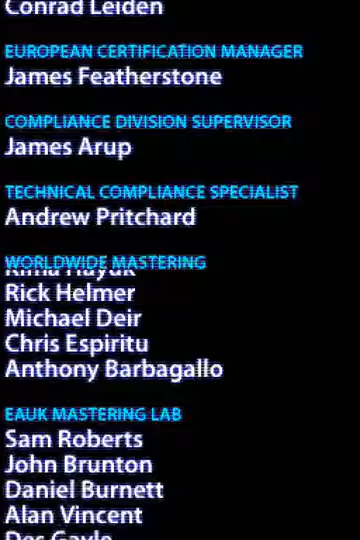 Conrad Leiden
EUROPEAN CERTIFICATION MANAGER
James Featherstone
COMPLIANCE DIVISION SUPERVISOR
James Arup
TECHNICAL COMPLIANCE SPECIALIST
Andrew Pritchard
WORLDWIDE MASTERING
Rick Helmer
Michael Deir
Chris Espiritu
Anthony Barbagallo
EAUK MASTERING LAB
Sam Roberts
John Brunton
Daniel Burnett
Alan Vincent
Des Gayle